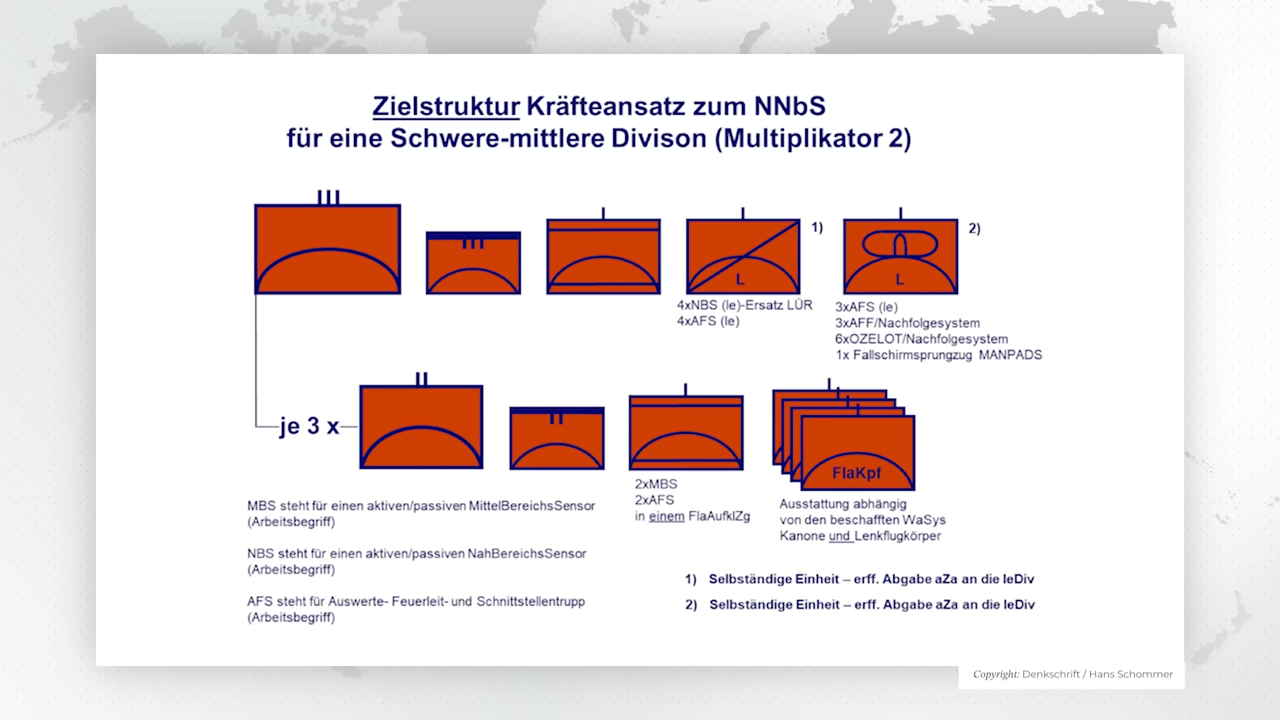 Zielstruktur Kräfteansatz zum NNbS
für eine Schwere-mittlere Divison (Multiplikator 2)
1)
2)
L
L
4xNBS (le)-Ersatz LÜR
4xAFS (le)
3xAFS (le)
3xAFF/Nachfolgesystem
6xOZELOT/Nachfolgesystem
1x Fallschirmsprungzug MANPADS
je 3 x
FlaKpf
2xMBS
2xAFS
in einem FlaAufklZg
Ausstattung abhängig
von den beschafften WaSys
Kanone und Lenkflugkörper
MBS steht für einen aktiven/passiven MittelBereichsSensor
(Arbeitsbegriff)
NBS steht für einen aktiven/passiven NahBereichsSensor
(Arbeitsbegriff)
AFS steht für Auswerte- Feuerleit- und Schnittstellentrupp
(Arbeitsbegriff)
1) Selbständige Einheit – erff. Abgabe aZa an die leDiv
2) Selbständige Einheit – erff. Abgabe aZa an die leDiv
Copyright: Denkschrift / Hans Schommer